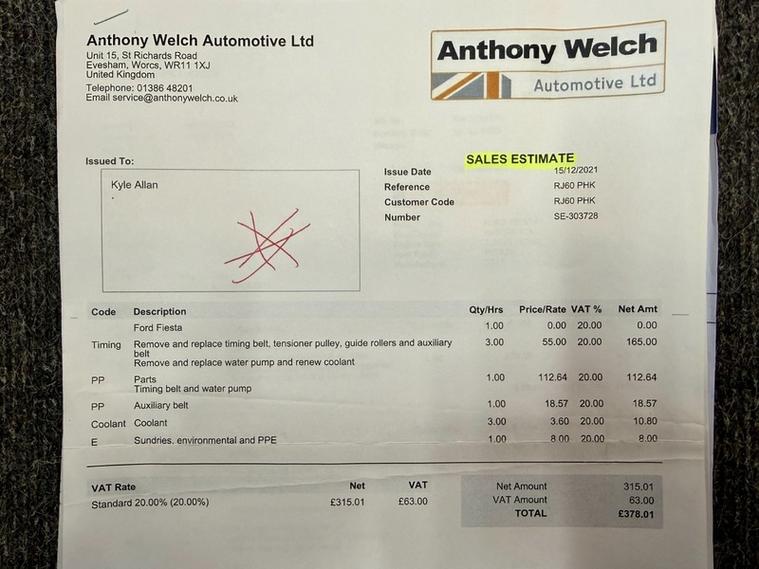 Anthony Welch Automotive Ltd
Unit 15, St Richards Road
Evesham, Worcs, WR11 1XJ
United Kingdom
Telephone: 01386 48201
Email service@anthonywelch.co.uk
Anthony Welch
Automotive Ltd
Issued To:
Kyle Allan
SALES ESTIMATE
Issue Date 15/12/2021
Reference RJ60 PHK
Customer Code RJ60 PHK
Number SE-303728
Code Description Qty/Hrs Price/Rate VAT % Net Amt
Ford Fiesta 1.00 0.00 20.00 0.00
Timing Remove and replace timing belt, tensioner pulley, guide rollers and auxiliary 3.00 55.00 20.00 165.00
belt
Remove and replace water pump and renew coolant
PP Parts 1.00 112.64 20.00 112.64
Timing belt and water pump
PP Auxiliary belt 1.00 18.57 20.00 18.57
Coolant Coolant 3.00 3.60 20.00 10.80
E Sundries, environmental and PPE 1.00 8.00 20.00 8.00
VAT Rate Net VAT
Standard 20.00% (20.00%) £315.01 £63.00
Net Amount 315.01
VAT Amount 63.00
TOTAL £378.01